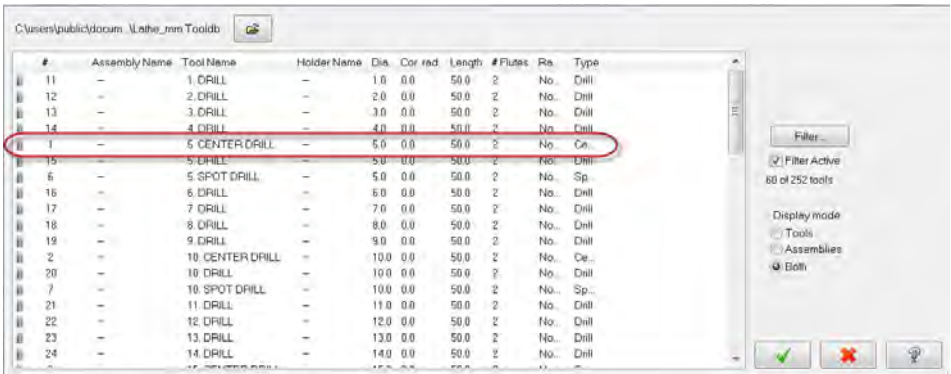 C:\users\public\docum...\Lathe_mm.Tooldb
# Assembly Name Tool Name Holder Name Dia. Cor. rad. Length # Flutes Ra... Type
11 -- 1. DRILL -- 1.0 0.0 50.0 2 No... Drill
12 -- 2. DRILL -- 2.0 0.0 50.0 2 No... Drill
13 -- 3. DRILL -- 3.0 0.0 50.0 2 No... Drill
14 -- 4. DRILL -- 4.0 0.0 50.0 2 No... Drill
1 -- 5. CENTER DRILL -- 5.0 0.0 50.0 2 No... Ce...
15 -- 5. DRILL -- 5.0 0.0 50.0 2 No... Drill
6 -- 5. SPOT DRILL -- 5.0 0.0 50.0 2 No... Sp...
16 -- 6. DRILL -- 6.0 0.0 50.0 2 No... Drill
17 -- 7. DRILL -- 7.0 0.0 50.0 2 No... Drill
18 -- 8. DRILL -- 8.0 0.0 50.0 2 No... Drill
19 -- 9. DRILL -- 9.0 0.0 50.0 2 No... Drill
2 -- 10. CENTER DRILL -- 10.0 0.0 50.0 2 No... Ce...
20 -- 10. DRILL -- 10.0 0.0 50.0 2 No... Drill
7 -- 10. SPOT DRILL -- 10.0 0.0 50.0 2 No... Sp...
21 -- 11. DRILL -- 11.0 0.0 50.0 2 No... Drill
22 -- 12. DRILL -- 12.0 0.0 50.0 2 No... Drill
23 -- 13. DRILL -- 13.0 0.0 50.0 2 No... Drill
24 -- 14. DRILL -- 14.0 0.0 50.0 2 No... Drill
Filter...
Filter Active
60 of 252 tools
Display mode
Tools
Assemblies
Both
?